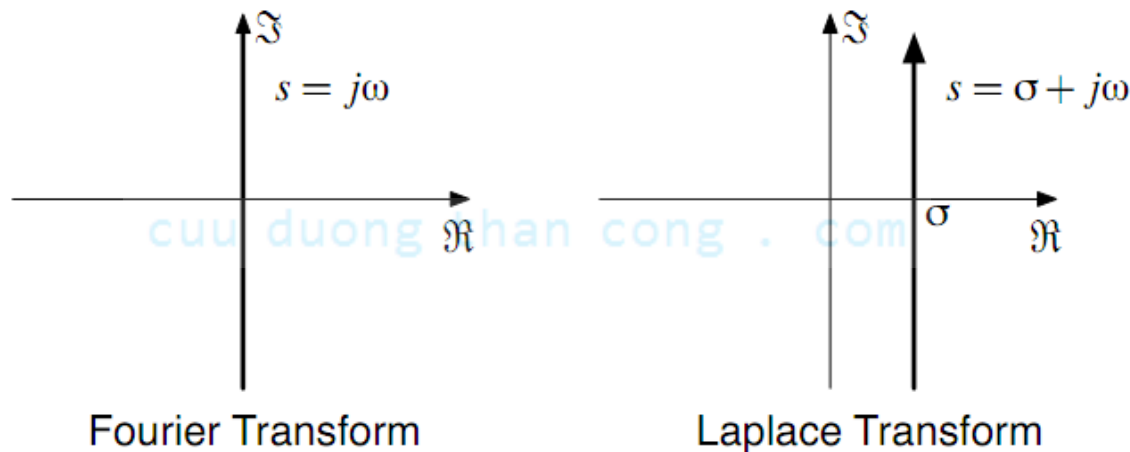 ℑ
s = jω
ℜ
Fourier Transform
ℑ
s = σ + jω
σ
ℜ
Laplace Transform
cuu duong than cong . com